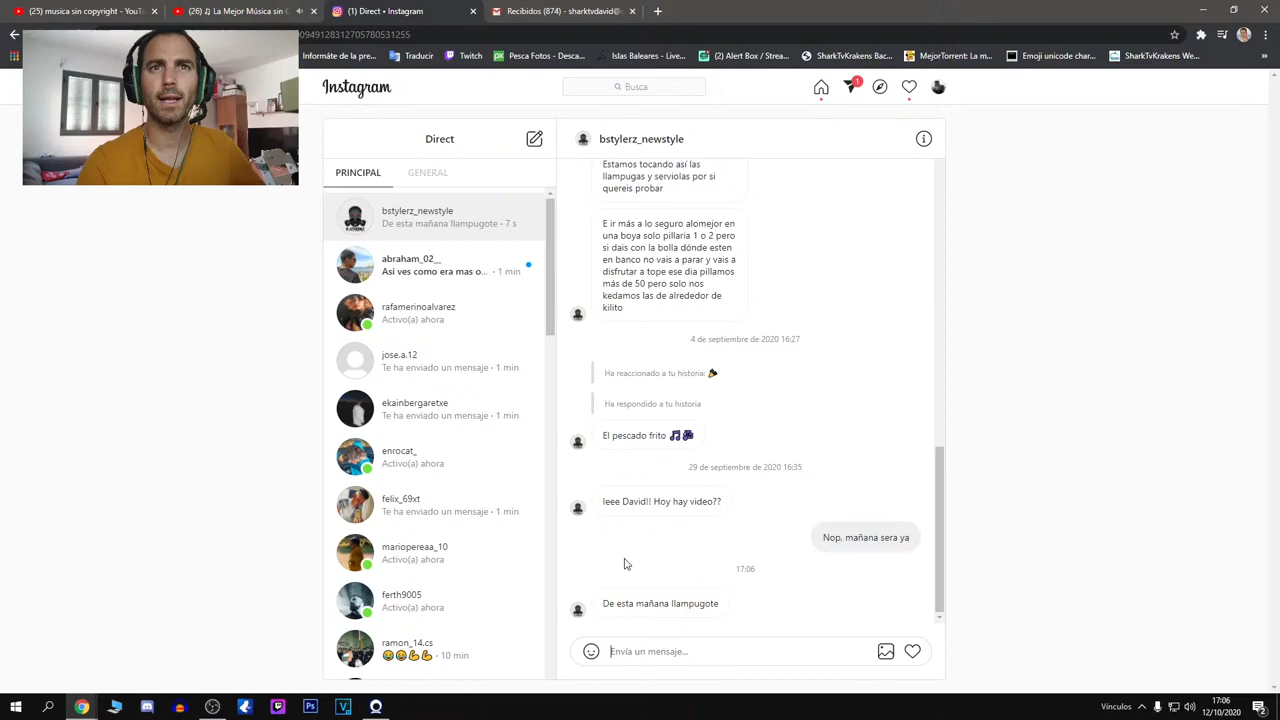 musica sin copyright - YouTube
(26) 🎵 La Mejor Música sin C
(1) Direct • Instagram
Recibidos (874) - sharktvdavid@
094912831270578053​1255
Infórmate de la prev
Traducir
Twitch
Pesca Fotos - Desca...
Islas Baleares - Live...
(2) Alert Box / Strea...
SharkTvKrakens Bac...
MejorTorrent: La M...
Emoji unicode char...
SharkTvKrakens We...
Instagram
Busca
1
Direct
PRINCIPAL
GENERAL
bstylerz_newstyle
De esta mañana llampugote • 7 s
abraham_02__
Asi ves como era mas o... • 1 min
rafamerinoalvarez
Activo(a) ahora
jose.a.12
Te ha enviado un mensaje • 1 min
ekainbergaretxe
Te ha enviado un mensaje • 1 min
enrocat_
Activo(a) ahora
felix_69xt
Te ha enviado un mensaje • 1 min
mariopereaa_10
Activo(a) ahora
ferth9005
Activo(a) ahora
ramon_14.cs
😂😂💪💪 • 10 min
bstylerz_newstyle
Estamos tocando así las
llampugas y serviolas por si
quereis probar
E ir más a lo seguro alomejor en
una boya solo pillaria 1 o 2 pero
si dais con la bolla dónde esten
en banco no vais a parar y vais a
disfrutar a tope ese dia pillamos
más de 50 pero solo nos
kedamos las de alrededor de
kilito
4 de septiembre de 2020 16:27
Ha reaccionado a tu historia:
Ha respondido a tu historia
El pescado frito
29 de septiembre de 2020 16:35
Ieee David!! Hoy hay video??
Nop, mañana sera ya
17:06
De esta mañana llampugote
Envía un mensaje...
Vínculos
17:06
12/10/2020
2